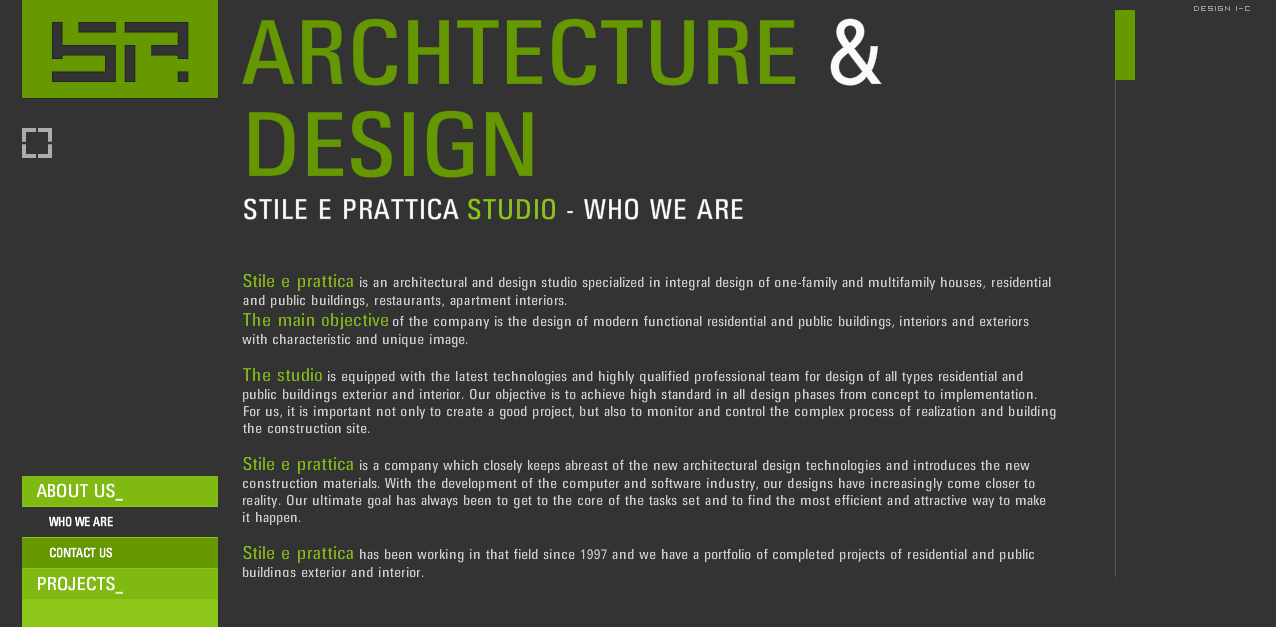 DESIGN I-C
ARCHTECTURE &
DESIGN
STILE E PRATTICA STUDIO - WHO WE ARE
Stile e prattica is an architectural and design studio specialized in integral design of one-family and multifamily houses, residential
and public buildings, restaurants, apartment interiors.
The main objective of the company is the design of modern functional residential and public buildings, interiors and exteriors
with characteristic and unique image.
The studio is equipped with the latest technologies and highly qualified professional team for design of all types residential and
public buildings exterior and interior. Our objective is to achieve high standard in all design phases from concept to implementation.
For us, it is important not only to create a good project, but also to monitor and control the complex process of realization and building
the construction site.
Stile e prattica is a company which closely keeps abreast of the new architectural design technologies and introduces the new
construction materials. With the development of the computer and software industry, our designs have increasingly come closer to
reality. Our ultimate goal has always been to get to the core of the tasks set and to find the most efficient and attractive way to make
it happen.
Stile e prattica has been working in that field since 1997 and we have a portfolio of completed projects of residential and public
buildings exterior and interior.
ABOUT US_
WHO WE ARE
CONTACT US
PROJECTS_